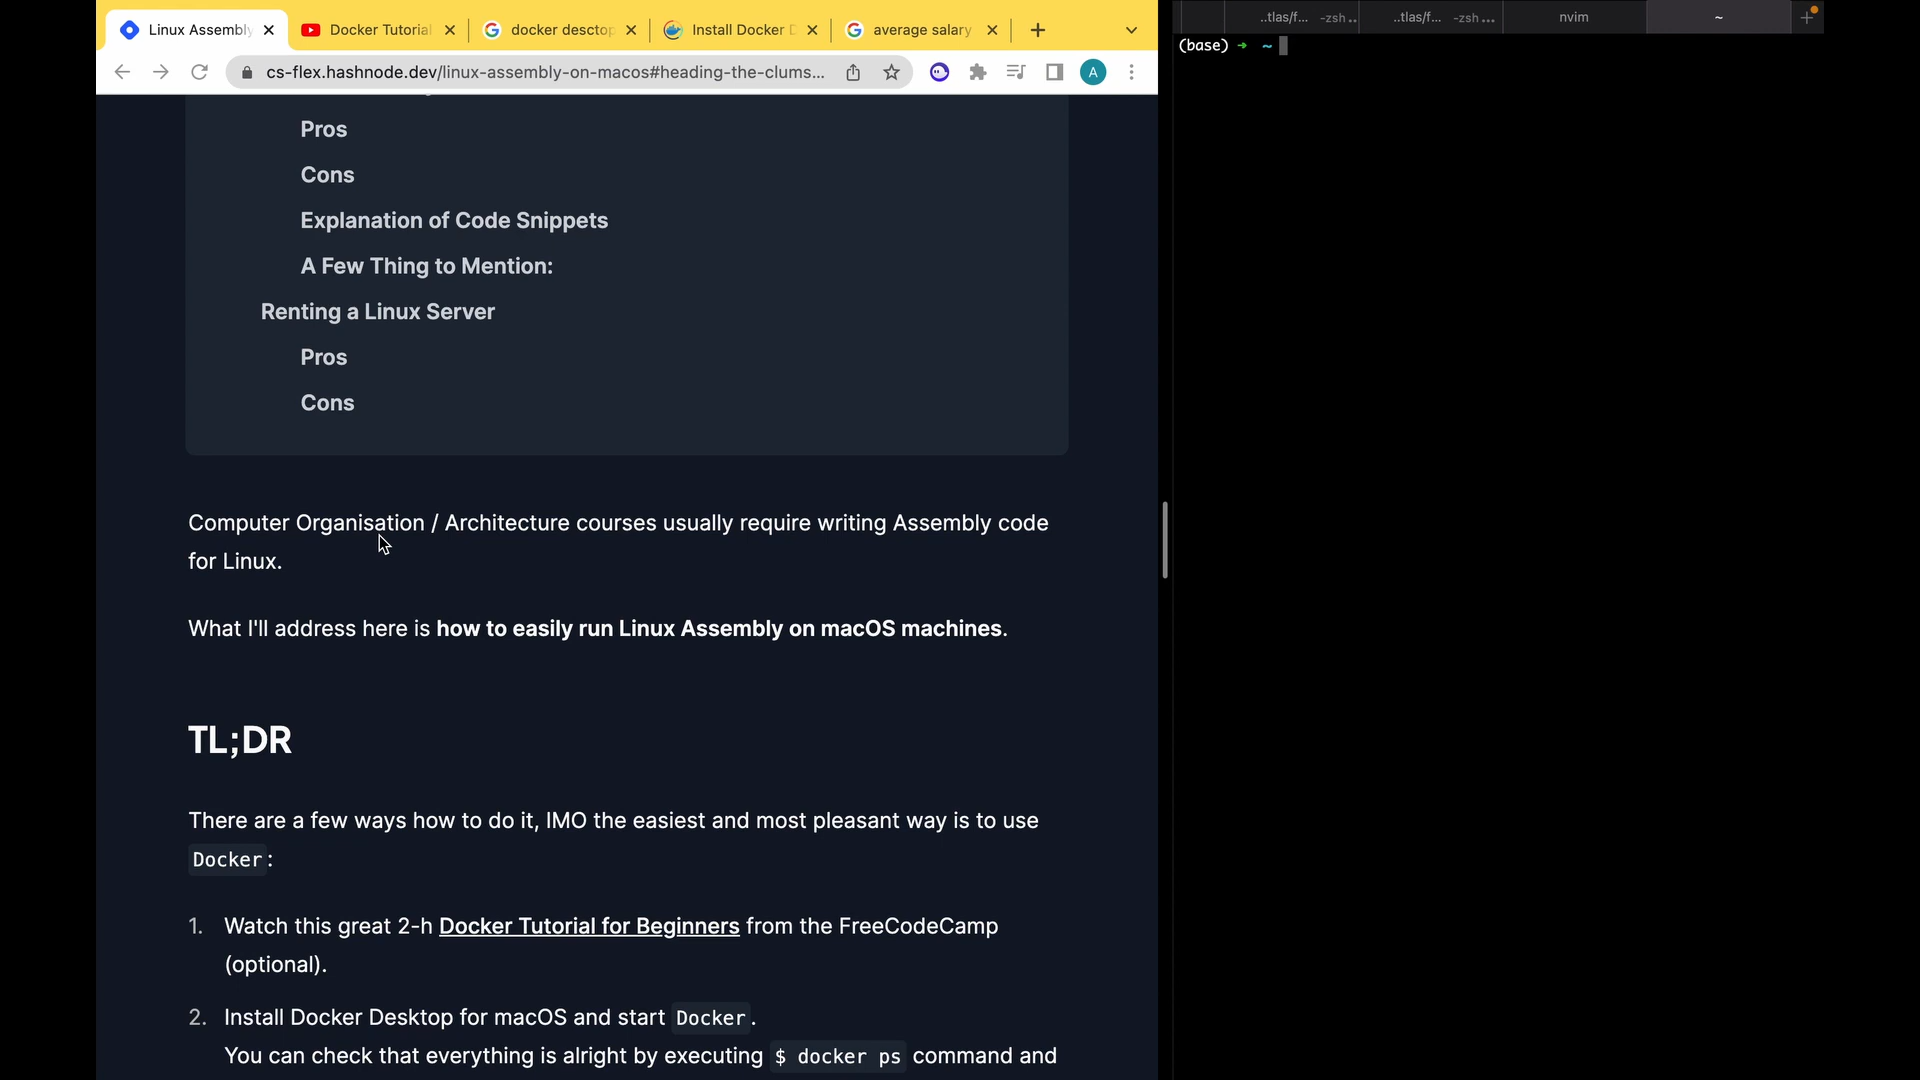 Linux Assembly
Docker Tutorial
docker desctop
Install Docker D
average salary
cs-flex.hashnode.dev/linux-assembly-on-macos#heading-the-clums...
A
Pros
Cons
Explanation of Code Snippets
A Few Thing to Mention:
Renting a Linux Server
Pros
Cons
Computer Organisation / Architecture courses usually require writing Assembly code
for Linux.
What I'll address here is how to easily run Linux Assembly on macOS machines.
TL;DR
There are a few ways how to do it, IMO the easiest and most pleasant way is to use
Docker:
1. Watch this great 2-h Docker Tutorial for Beginners from the FreeCodeCamp
(optional).
2. Install Docker Desktop for macOS and start Docker.
You can check that everything is alright by executing $ docker ps command and
..tlas/f... -zsh ..
..tlas/f... -zsh ...
nvim
~
(base) ➜ ~